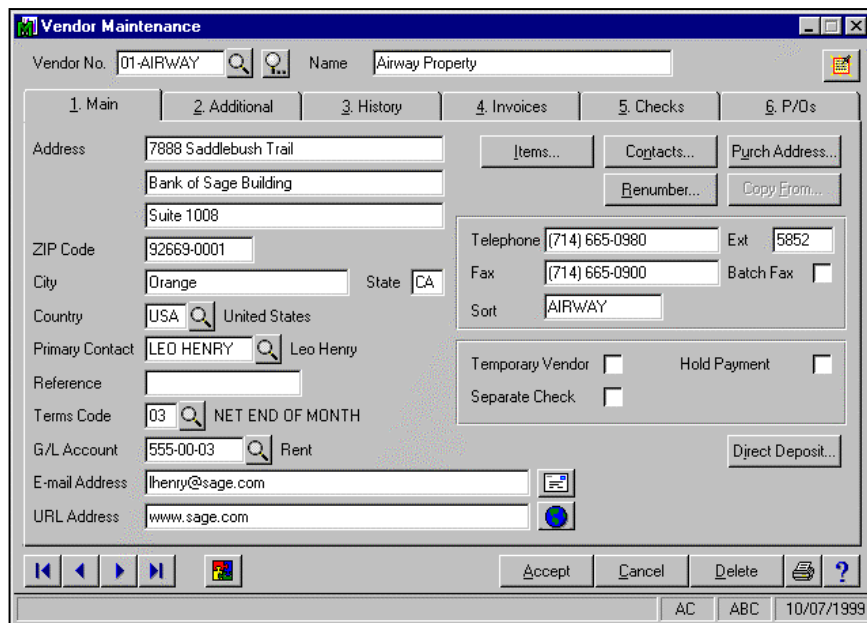 Vendor Maintenance
Vendor No. 01-AIRWAY Name Airway Property
1. Main 2. Additional 3. History 4. Invoices 5. Checks 6. P/Os
Address 7888 Saddlebush Trail
Bank of Sage Building
Suite 1008
ZIP Code 92669-0001
City Orange State CA
Country USA United States
Primary Contact LEO HENRY Leo Henry
Reference
Terms Code 03 NET END OF MONTH
G/L Account 555-00-03 Rent
E-mail Address lhenry@sage.com
URL Address www.sage.com
Items... Contacts... Purch Address...
Renumber... Copy From...
Telephone (714) 665-0980 Ext 5852
Fax (714) 665-0900 Batch Fax
Sort AIRWAY
Temporary Vendor Hold Payment
Separate Check
Direct Deposit...
Accept Cancel Delete ?
AC ABC 10/07/1999